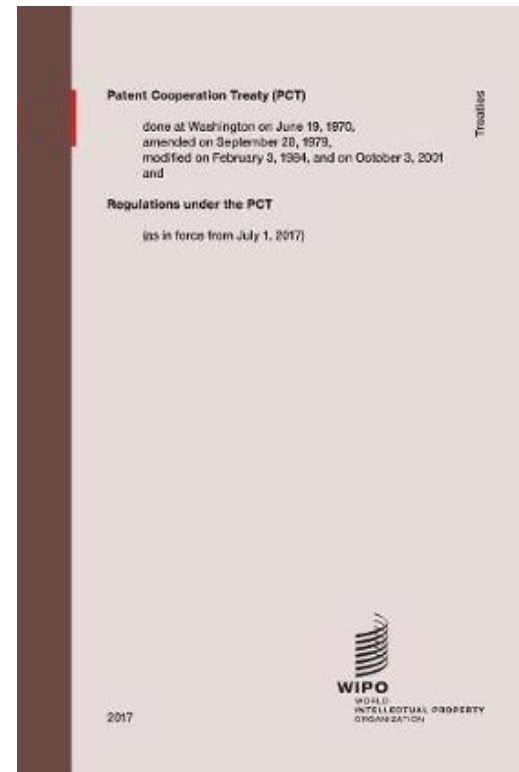 Patent Cooperation Treaty (PCT)
Treaties
done at Washington on June 19, 1970,
amended on September 28, 1979,
modified on February 3, 1984, and on October 3, 2001
and
Regulations under the PCT
(as in force from July 1, 2017)
WIPO
WORLD
INTELLECTUAL PROPERTY
ORGANIZATION
2017